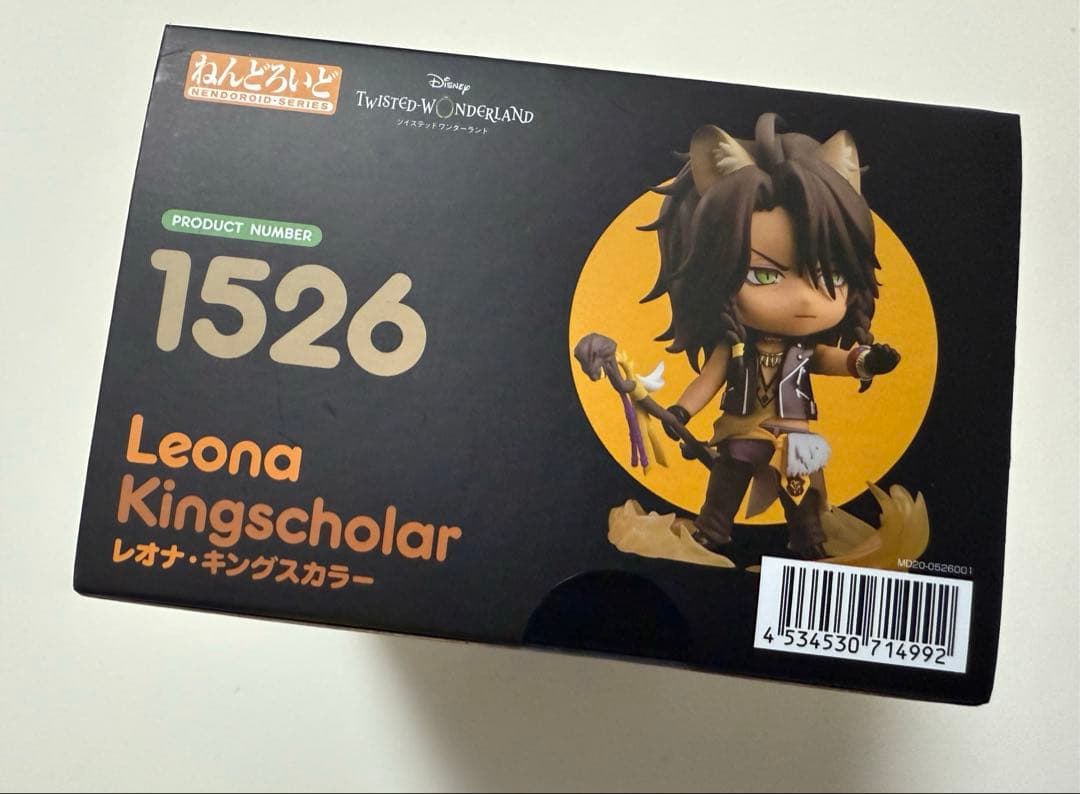 ねんどろいど
NENDOROID·SERIES
Disney
TWISTED-WONDERLAND
ツイステッドワンダーランド
PRODUCT NUMBER
1526
Leona
Kingscholar
レオナ・キングスカラー
MD20-0526001
4 534530 714992